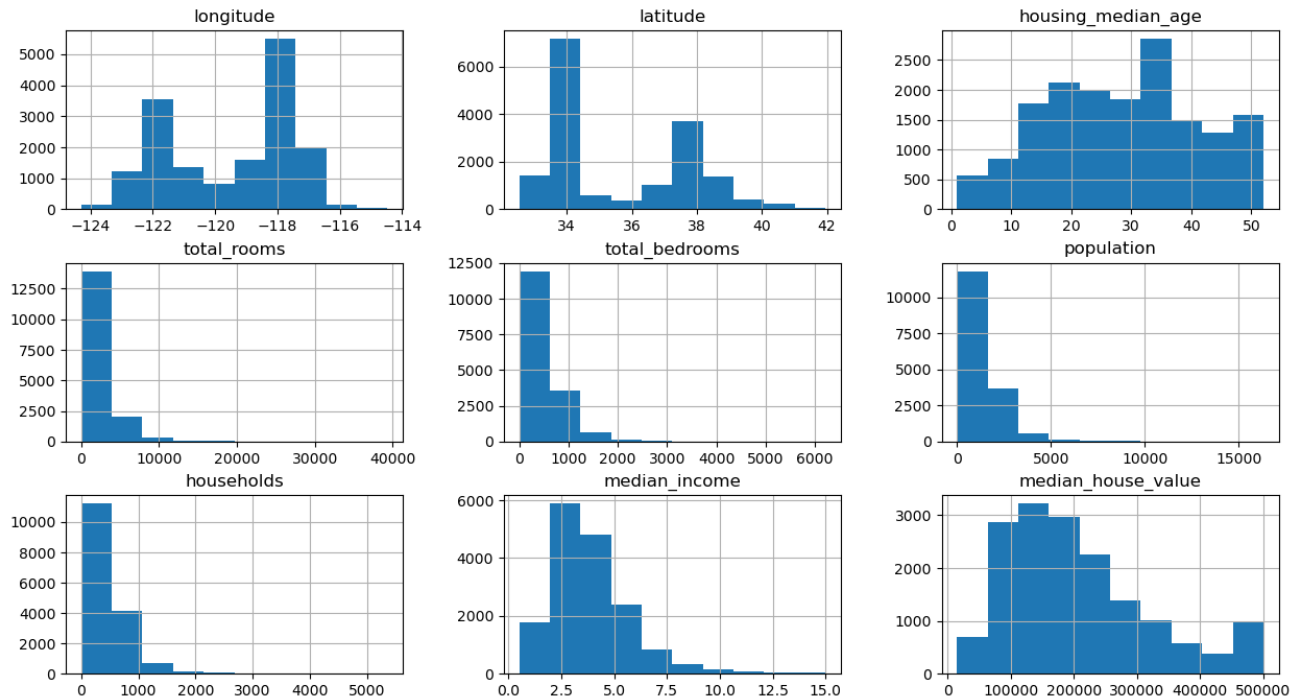 longitude
5000
4000
3000
2000
1000
0
−124 −122 −120 −118 −116 −114
latitude
6000
4000
2000
0
34 36 38 40 42
housing_median_age
2500
2000
1500
1000
500
0
0 10 20 30 40 50
total_rooms
12500
10000
7500
5000
2500
0
0 10000 20000 30000 40000
total_bedrooms
12500
10000
7500
5000
2500
0
0 1000 2000 3000 4000 5000 6000
population
10000
7500
5000
2500
0
0 5000 10000 15000
households
10000
8000
6000
4000
2000
0
0 1000 2000 3000 4000 5000
median_income
6000
4000
2000
0
0.0 2.5 5.0 7.5 10.0 12.5 15.0
median_house_value
3000
2000
1000
0
100000 200000 300000 400000 500000